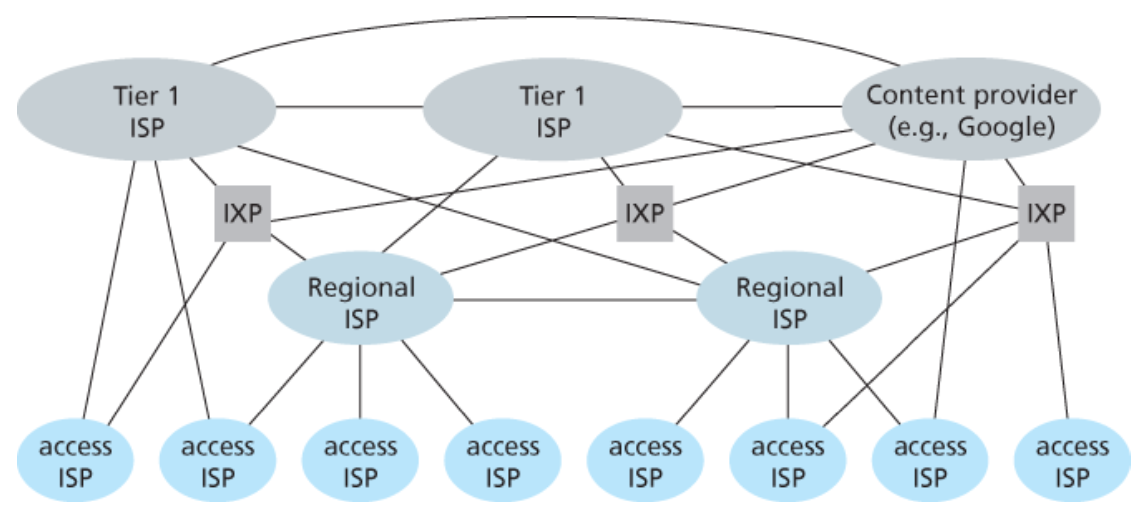 Tier 1
ISP
Tier 1
ISP
Content provider
(e.g., Google)
IXP
IXP
IXP
Regional
ISP
Regional
ISP
access
ISP
access
ISP
access
ISP
access
ISP
access
ISP
access
ISP
access
ISP
access
ISP